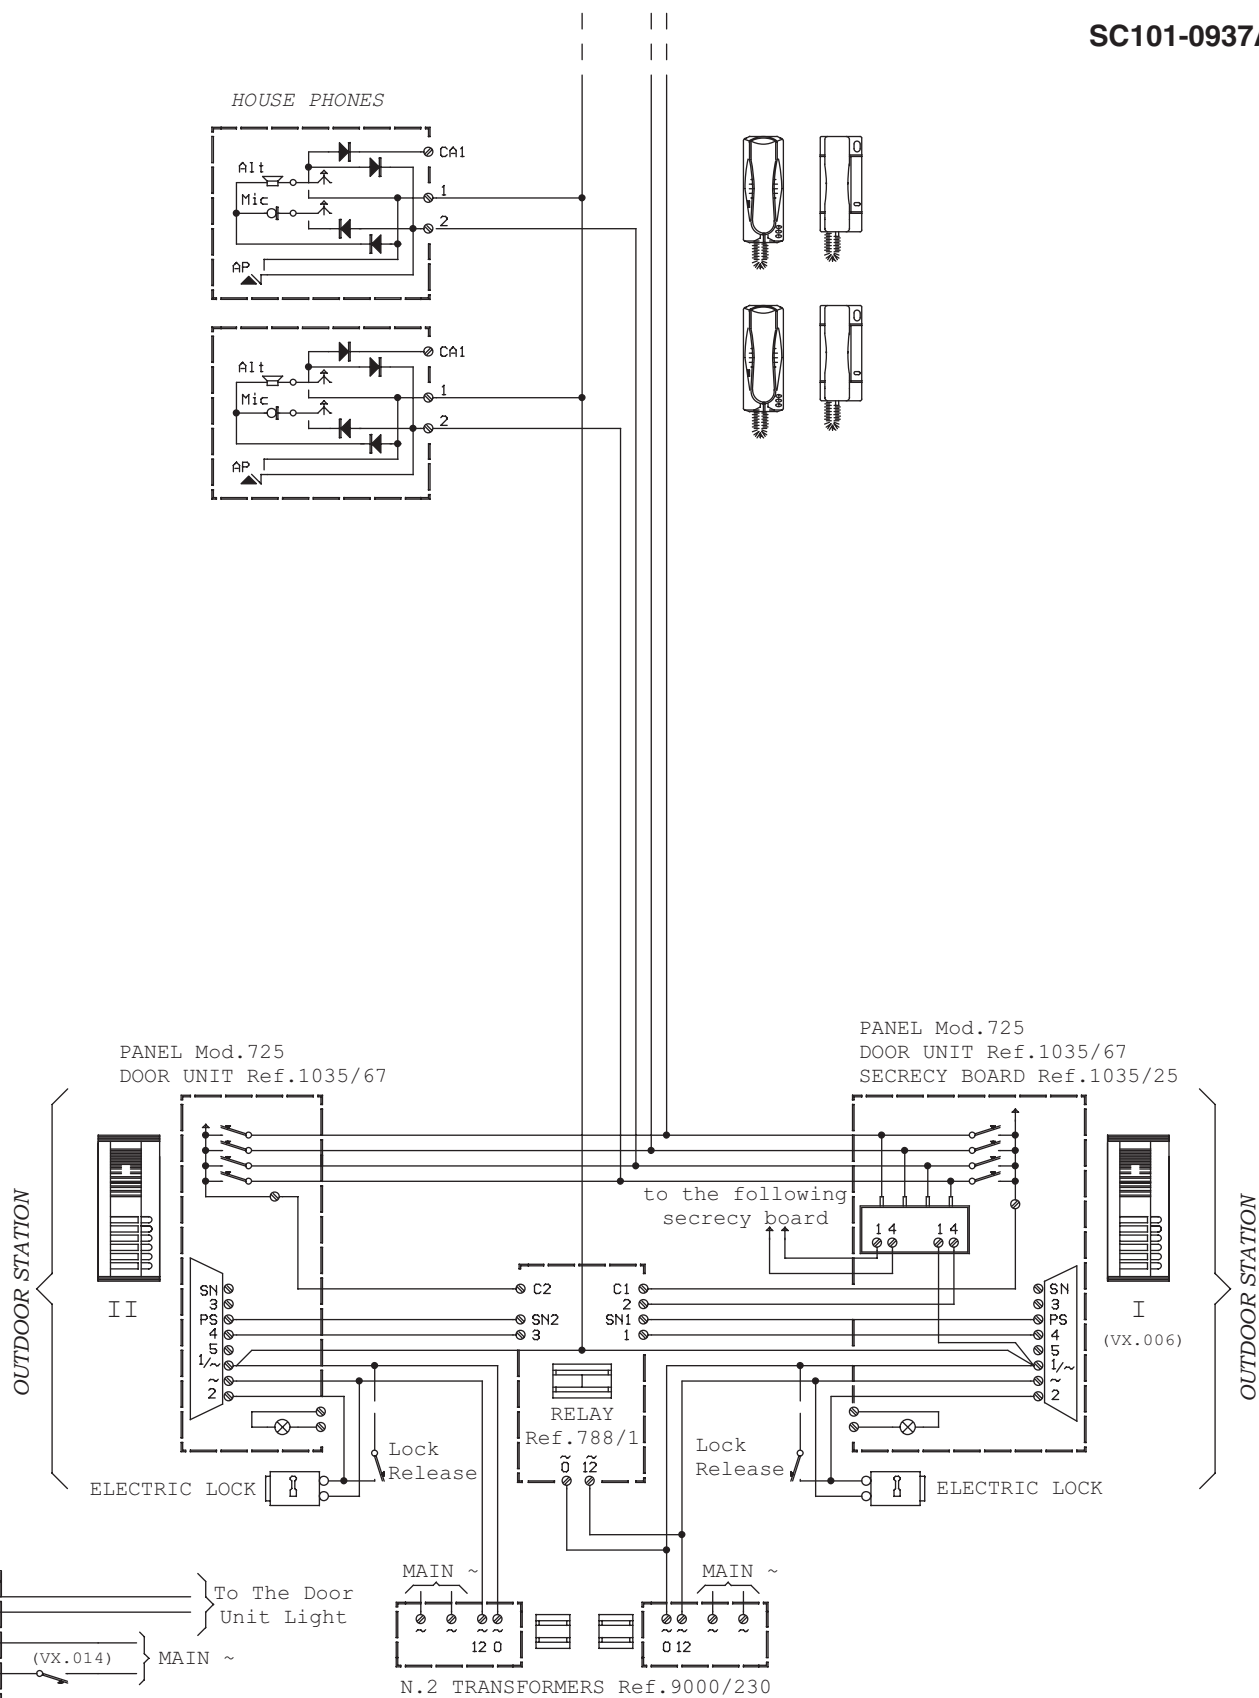 SC101-0937A
HOUSE PHONES
CA1
Alt
1
Mic
2
AP
CA1
Alt
1
Mic
2
AP
PANEL Mod.725
DOOR UNIT Ref.1035/67
PANEL Mod.725
DOOR UNIT Ref.1035/67
SECRECY BOARD Ref.1035/25
OUTDOOR STATION
II
to the following
secrecy board
1 4 1 4
I
(VX.006)
OUTDOOR STATION
SN
3
PS
4
5
1/~
~
2
C2
SN2
3
C1
2
SN1
1
SN
3
PS
4
5
1/~
~
2
RELAY
Ref.788/1
~ ~
0 12
Lock
Release
Lock
Release
ELECTRIC LOCK
ELECTRIC LOCK
MAIN ~
MAIN ~
~ ~ ~ ~
12 0
~ ~ ~ ~
0 12
N.2 TRANSFORMERS Ref.9000/230
To The Door
Unit Light
(VX.014)
MAIN ~